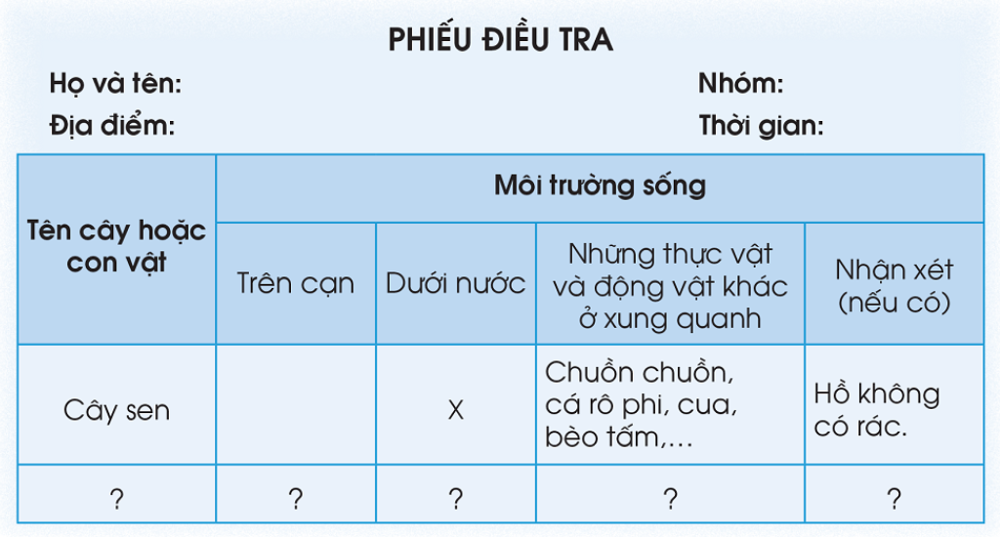 PHIẾU ĐIỀU TRA
Họ và tên:
Nhóm:
Địa điểm:
Thời gian:
Tên cây hoặc
con vật
Môi trường sống
Trên cạn
Dưới nước
Những thực vật
và động vật khác
ở xung quanh
Nhận xét
(nếu có)
Cây sen
X
Chuồn chuồn,
cá rô phi, cua,
bèo tấm,...
Hồ không
có rác.
?
?
?
?
?